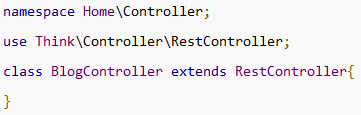 namespace Home\Controller;
use Think\Controller\RestController;
class BlogController extends RestController{
}